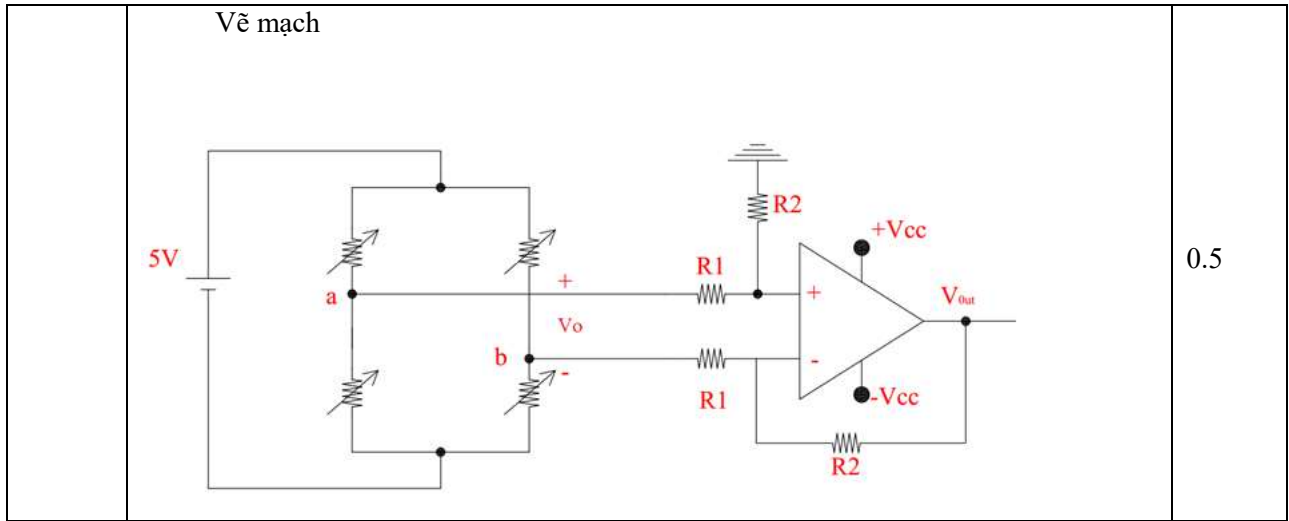 Vẽ mạch
R2
+Vcc
0.5
5V
R1
a
+
+
V0ut
Vo
b
-
-
R1
-Vcc
R2